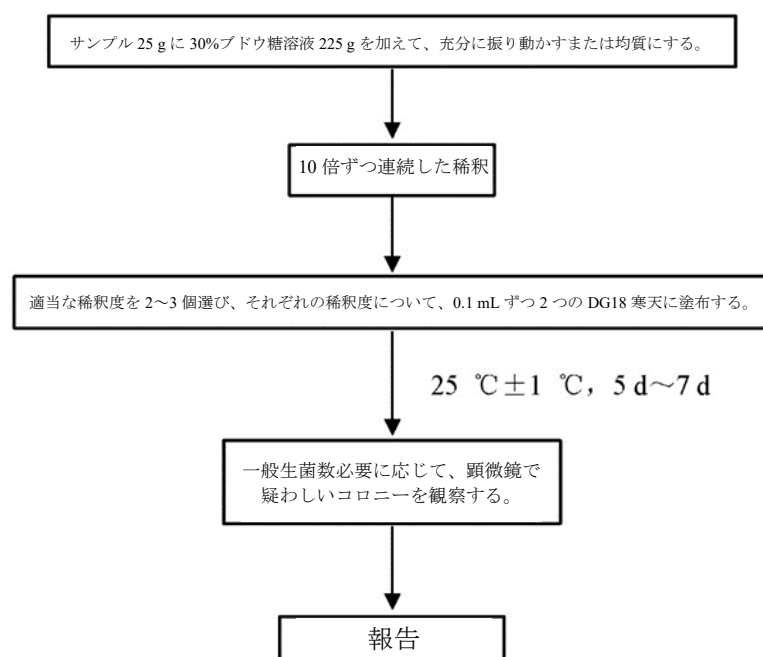 サンプル 25 g に 30%ブドウ糖溶液 225 g を加えて、充分に振り動かすまたは均質にする。
10 倍ずつ連続した稀釈
適当な稀釈度を 2～3 個選び、それぞれの稀釈度について、0.1 mL ずつ 2 つの DG18 寒天に塗布する。
25 ℃±1 ℃，5 d～7 d
一般生菌数必要に応じて、顕微鏡で
疑わしいコロニーを観察する。
報告